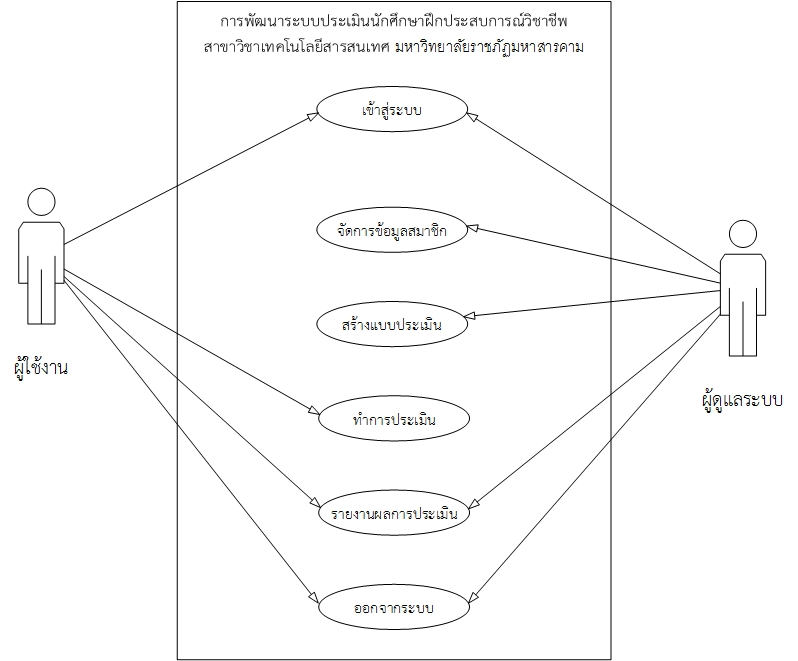 การพัฒนาระบบประเมินนักศึกษาฝึกประสบการณ์วิชาชีพ
สาขาวิชาเทคโนโลยีสารสนเทศ มหาวิทยาลัยราชภัฏมหาสารคาม
เข้าสู่ระบบ
จัดการข้อมูลสมาชิก
สร้างแบบประเมิน
ผู้ใช้งาน
ผู้ดูแลระบบ
ทำการประเมิน
รายงานผลการประเมิน
ออกจากระบบ